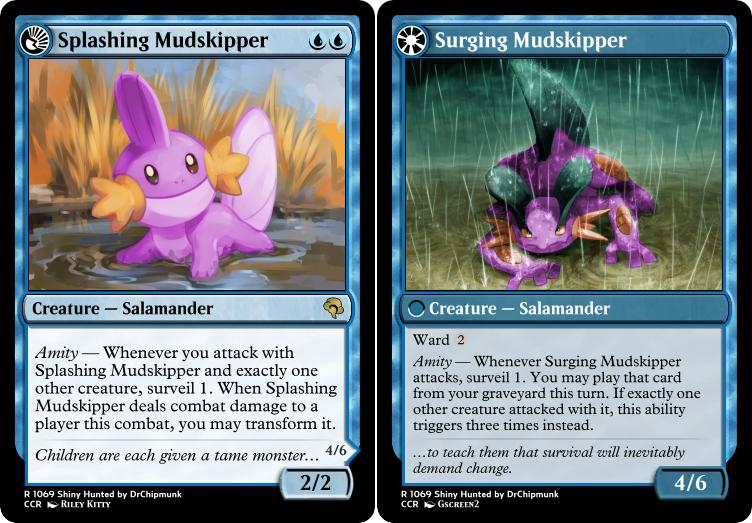 Splashing Mudskipper
Creature — Salamander
Amity — Whenever you attack with
Splashing Mudskipper and exactly one
other creature, surveil 1. When Splashing
Mudskipper deals combat damage to a
player this combat, you may transform it.
Children are each given a tame monster...
4/6
2/2
R 1069 Shiny Hunted by DrChipmunk
CCR Riley Kitty
Surging Mudskipper
Creature — Salamander
Ward 2
Amity — Whenever Surging Mudskipper
attacks, surveil 1. You may play that card
from your graveyard this turn. If exactly one
other creature attacked with it, this ability
triggers three times instead.
...to teach them that survival will inevitably
demand change.
4/6
R 1069 Shiny Hunted by DrChipmunk
CCR Gscreen2